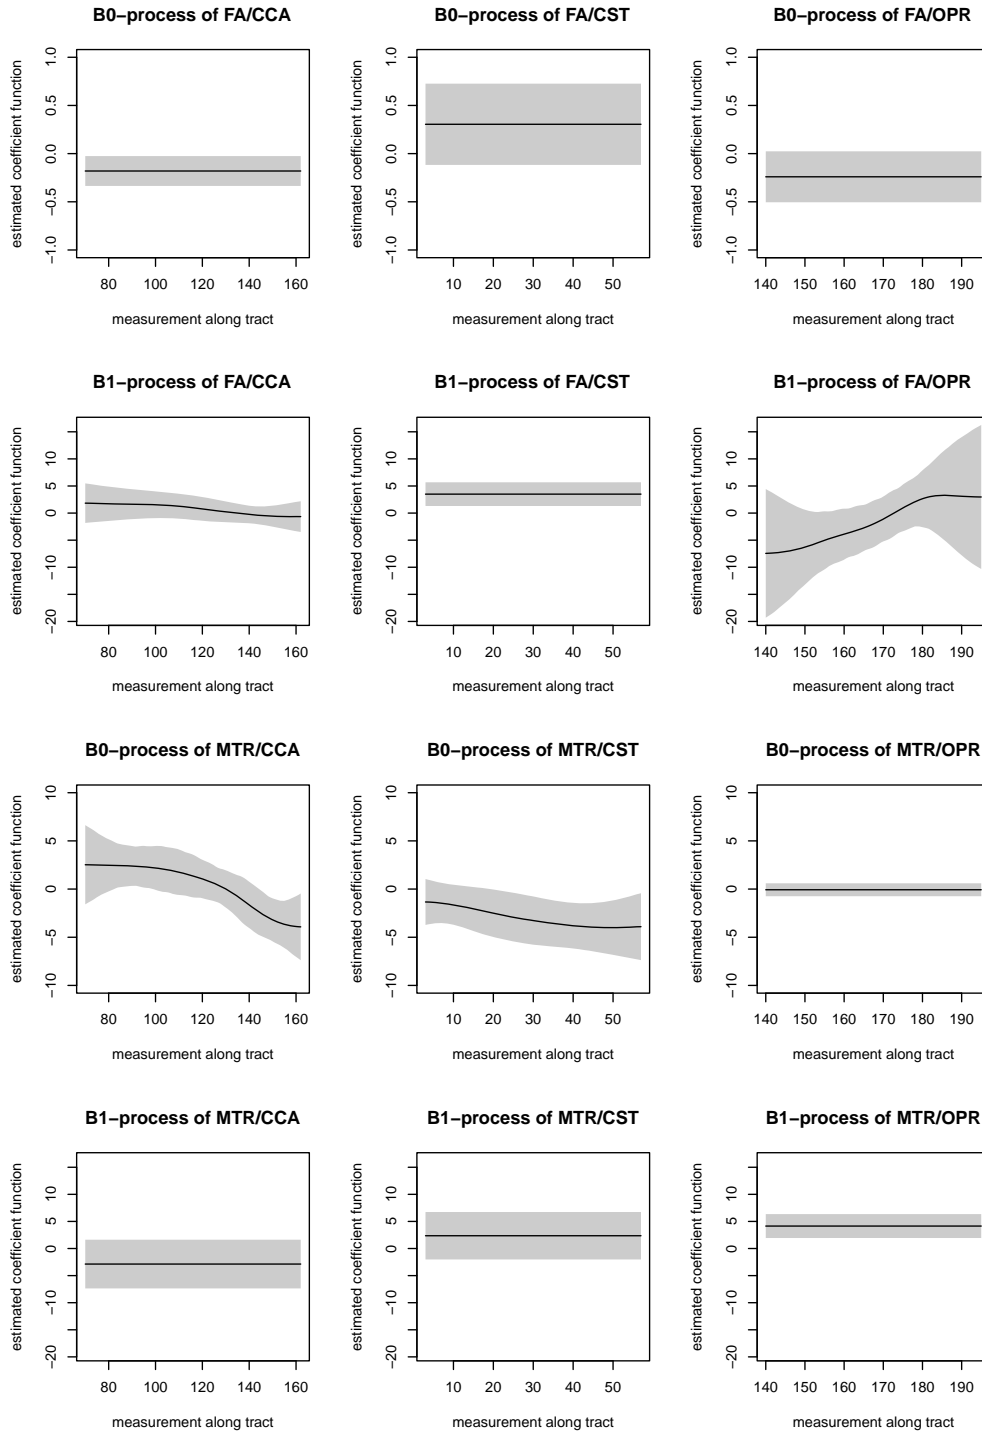 B0−process of FA/CCA
estimated coefficient function
−1.0 −0.5 0.0 0.5 1.0
80 100 120 140 160
measurement along tract
B0−process of FA/CST
estimated coefficient function
−1.0 −0.5 0.0 0.5 1.0
10 20 30 40 50
measurement along tract
B0−process of FA/OPR
estimated coefficient function
−1.0 −0.5 0.0 0.5 1.0
140 150 160 170 180 190
measurement along tract
B1−process of FA/CCA
estimated coefficient function
−20 −10 0 5 10
80 100 120 140 160
measurement along tract
B1−process of FA/CST
estimated coefficient function
−20 −10 0 5 10
10 20 30 40 50
measurement along tract
B1−process of FA/OPR
estimated coefficient function
−20 −10 0 5 10
140 150 160 170 180 190
measurement along tract
B0−process of MTR/CCA
estimated coefficient function
−10 −5 0 5 10
80 100 120 140 160
measurement along tract
B0−process of MTR/CST
estimated coefficient function
−10 −5 0 5 10
10 20 30 40 50
measurement along tract
B0−process of MTR/OPR
estimated coefficient function
−10 −5 0 5 10
140 150 160 170 180 190
measurement along tract
B1−process of MTR/CCA
estimated coefficient function
−20 −10 0 5 10
80 100 120 140 160
measurement along tract
B1−process of MTR/CST
estimated coefficient function
−20 −10 0 5 10
10 20 30 40 50
measurement along tract
B1−process of MTR/OPR
estimated coefficient function
−20 −10 0 5 10
140 150 160 170 180 190
measurement along tract